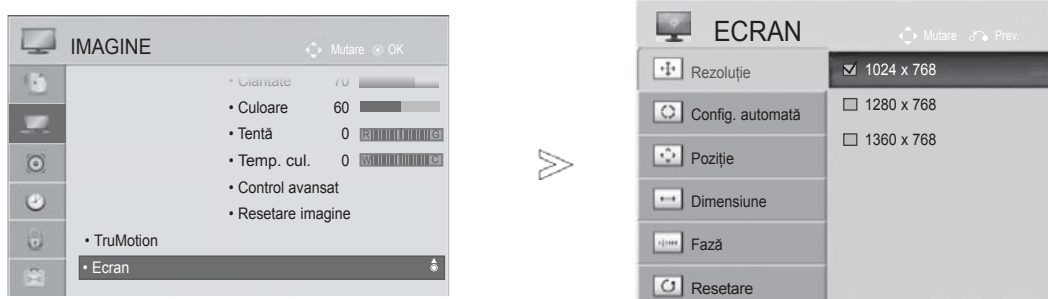 IMAGINE
Mutare OK
• Claritate 70
• Culoare 60
• Tentă 0 R G
• Temp. cul. 0 W C
• Control avansat
• Resetare imagine
• TruMotion
• Ecran
ECRAN
Mutare Prev.
Rezoluție
Config. automată
Poziție
Dimensiune
Fază
Resetare
1024 x 768
1280 x 768
1360 x 768